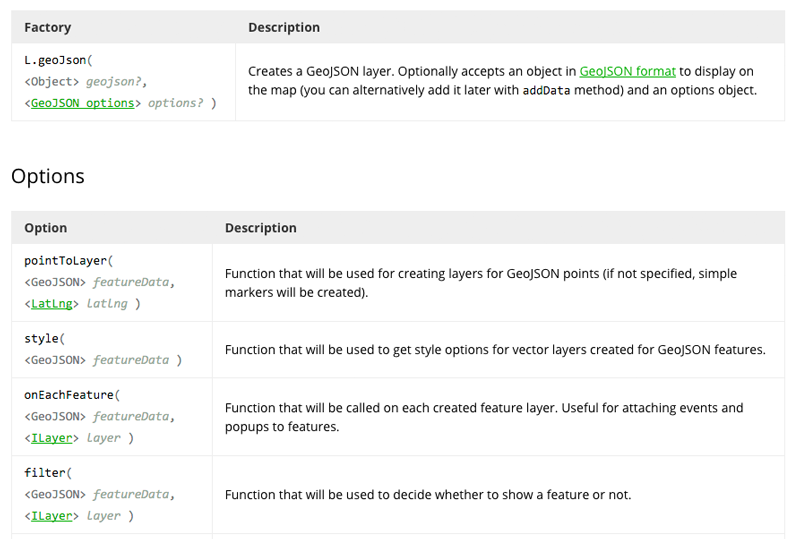 Factory Description
L.geoJson(
<Object> geojson?,
<GeoJSON options> options? )
Creates a GeoJSON layer. Optionally accepts an object in GeoJSON format to display on
the map (you can alternatively add it later with addData method) and an options object.
Options
Option Description
pointToLayer(
<GeoJSON> featureData,
<LatLng> latlng )
Function that will be used for creating layers for GeoJSON points (if not specified, simple
markers will be created).
style(
<GeoJSON> featureData )
Function that will be used to get style options for vector layers created for GeoJSON features.
onEachFeature(
<GeoJSON> featureData,
<ILayer> layer )
Function that will be called on each created feature layer. Useful for attaching events and
popups to features.
filter(
<GeoJSON> featureData,
<ILayer> layer )
Function that will be used to decide whether to show a feature or not.